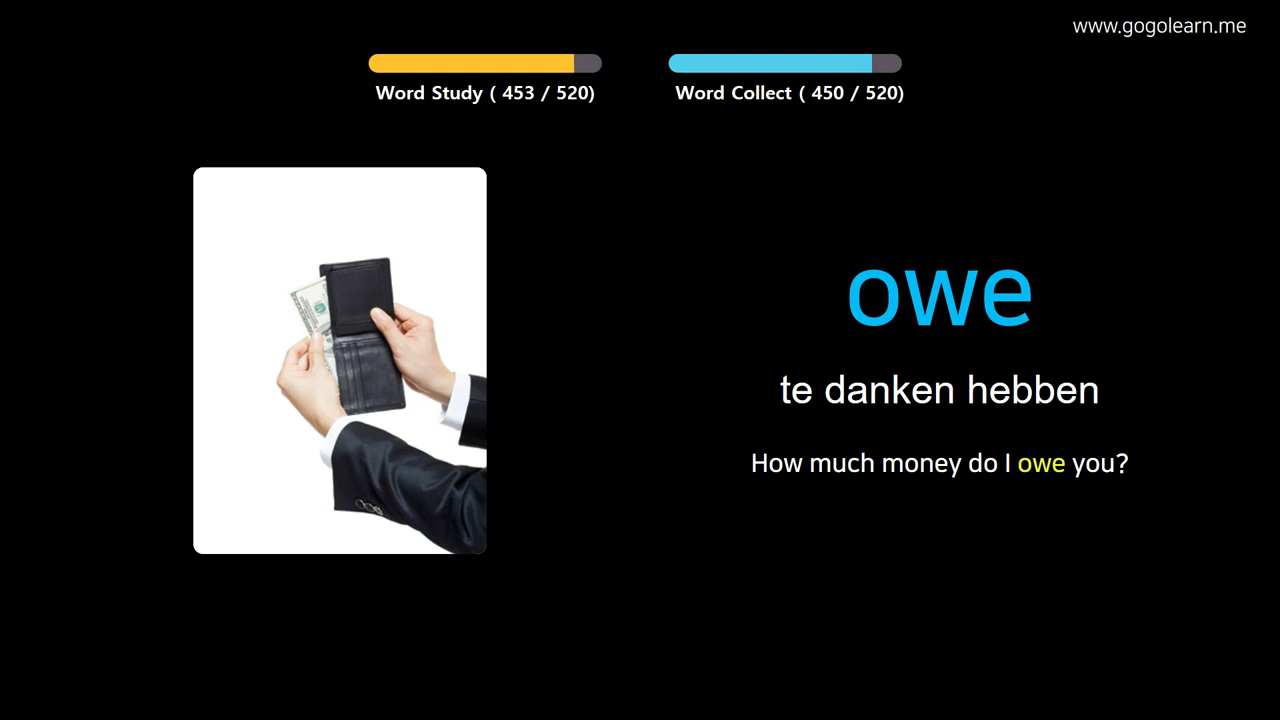 www.gogolearn.me
Word Study ( 453 / 520)
Word Collect ( 450 / 520)
owe
te danken hebben
How much money do I owe you?